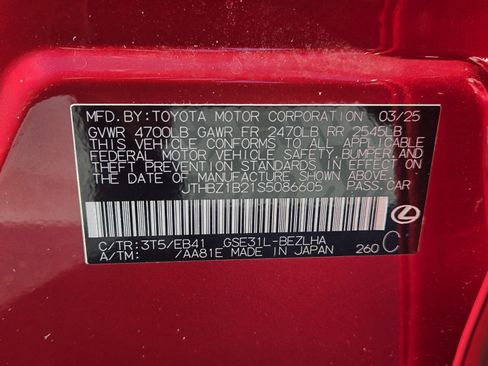 MFD. BY: TOYOTA MOTOR CORPORATION 03/25
GVWR 4700LB GAWR FR 2470LB RR 2545LB
THIS VEHICLE CONFORMS TO ALL APPLICABLE
FEDERAL MOTOR VEHICLE SAFETY, BUMPER, AND
THEFT PREVENTION STANDARDS IN EFFECT ON
THE DATE OF MANUFACTURE SHOWN ABOVE.
JTHBZ1B21S5086605 PASS.CAR
C/TR:3T5/EB41 GSE31L-BEZLHA
A/TM: /AA81E MADE IN JAPAN 260 C